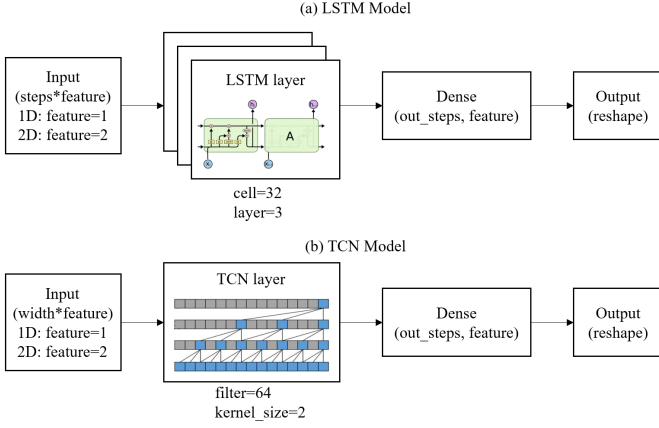 (a) LSTM Model
Input
(steps*feature)
1D: feature=1
2D: feature=2
LSTM layer
A
cell=32
layer=3
Dense
(out_steps, feature)
Output
(reshape)
(b) TCN Model
Input
(width*feature)
1D: feature=1
2D: feature=2
TCN layer
filter=64
kernel_size=2
Dense
(out_steps, feature)
Output
(reshape)